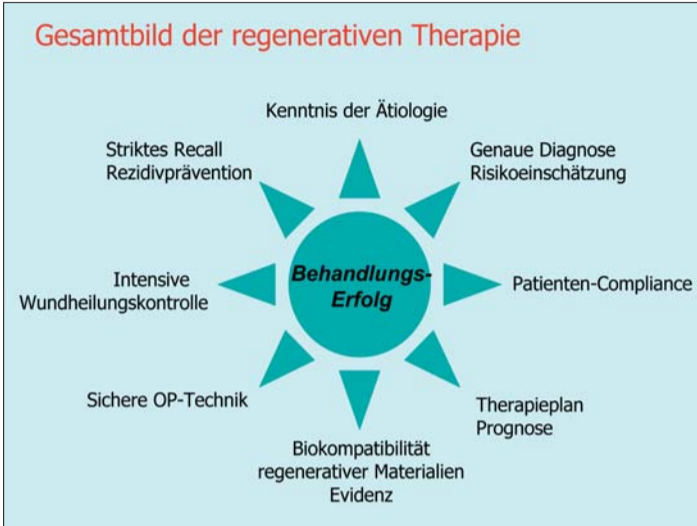 Gesamtbild der regenerativen Therapie
Kenntnis der Ätiologie
Genaue Diagnose
Risikoeinschätzung
Patienten-Compliance
Therapieplan
Prognose
Biokompatibilität
regenerativer Materialien
Evidenz
Sichere OP-Technik
Intensive
Wundheilungskontrolle
Striktes Recall
Rezidivprävention
Behandlungs-
Erfolg